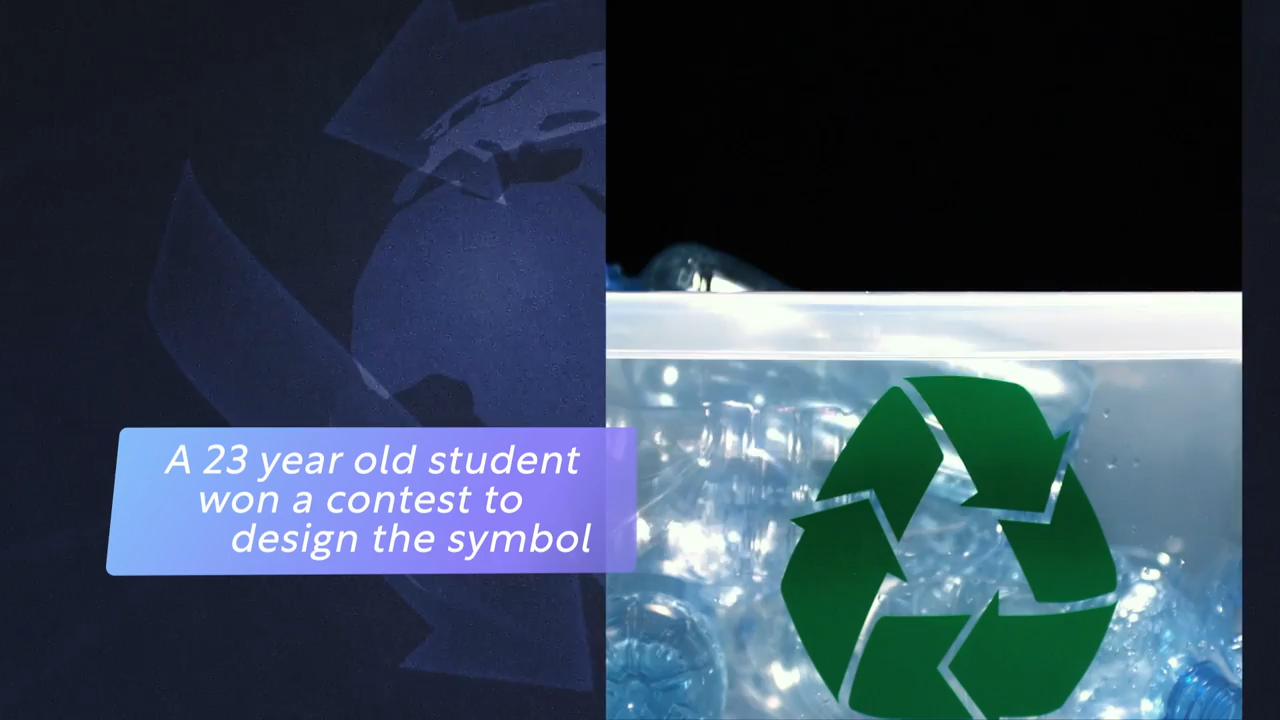 A 23 year old student
won a contest to
design the symbol